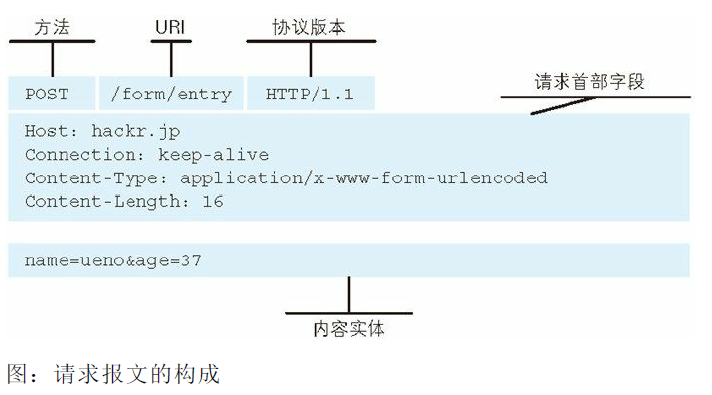 方法 URI 协议版本
请求首部字段
POST /form/entry HTTP/1.1
Host: hackr.jp
Connection: keep-alive
Content-Type: application/x-www-form-urlencoded
Content-Length: 16
name=ueno&age=37
内容实体
图：请求报文的构成